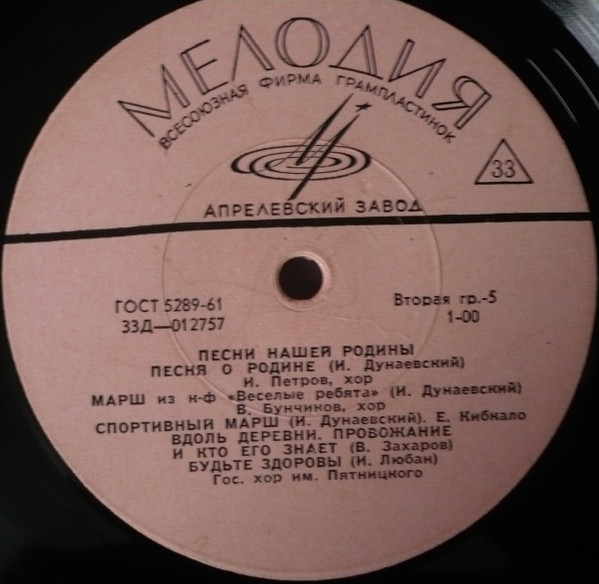 МЕЛОДИЯ
ВСЕСОЮЗНАЯ ФИРМА ГРАМПЛАСТИНОК
33
АПРЕЛЕВСКИЙ ЗАВОД
ГОСТ 5289-61
Вторая гр.-5
33Д—012757
1-00
ПЕСНИ НАШЕЙ РОДИНЫ
ПЕСНЯ О РОДИНЕ (И. Дунаевский)
И. Петров, хор
МАРШ из к-ф «Веселые ребята» (И. Дунаевский)
В. Бунчиков, хор
СПОРТИВНЫЙ МАРШ (И. Дунаевский). Е. Кибкало
ВДОЛЬ ДЕРЕВНИ. ПРОВОЖАНИЕ
И КТО ЕГО ЗНАЕТ (В. Захаров)
БУДЬТЕ ЗДОРОВЫ (И. Любан)
Гос. хор им. Пятницкого